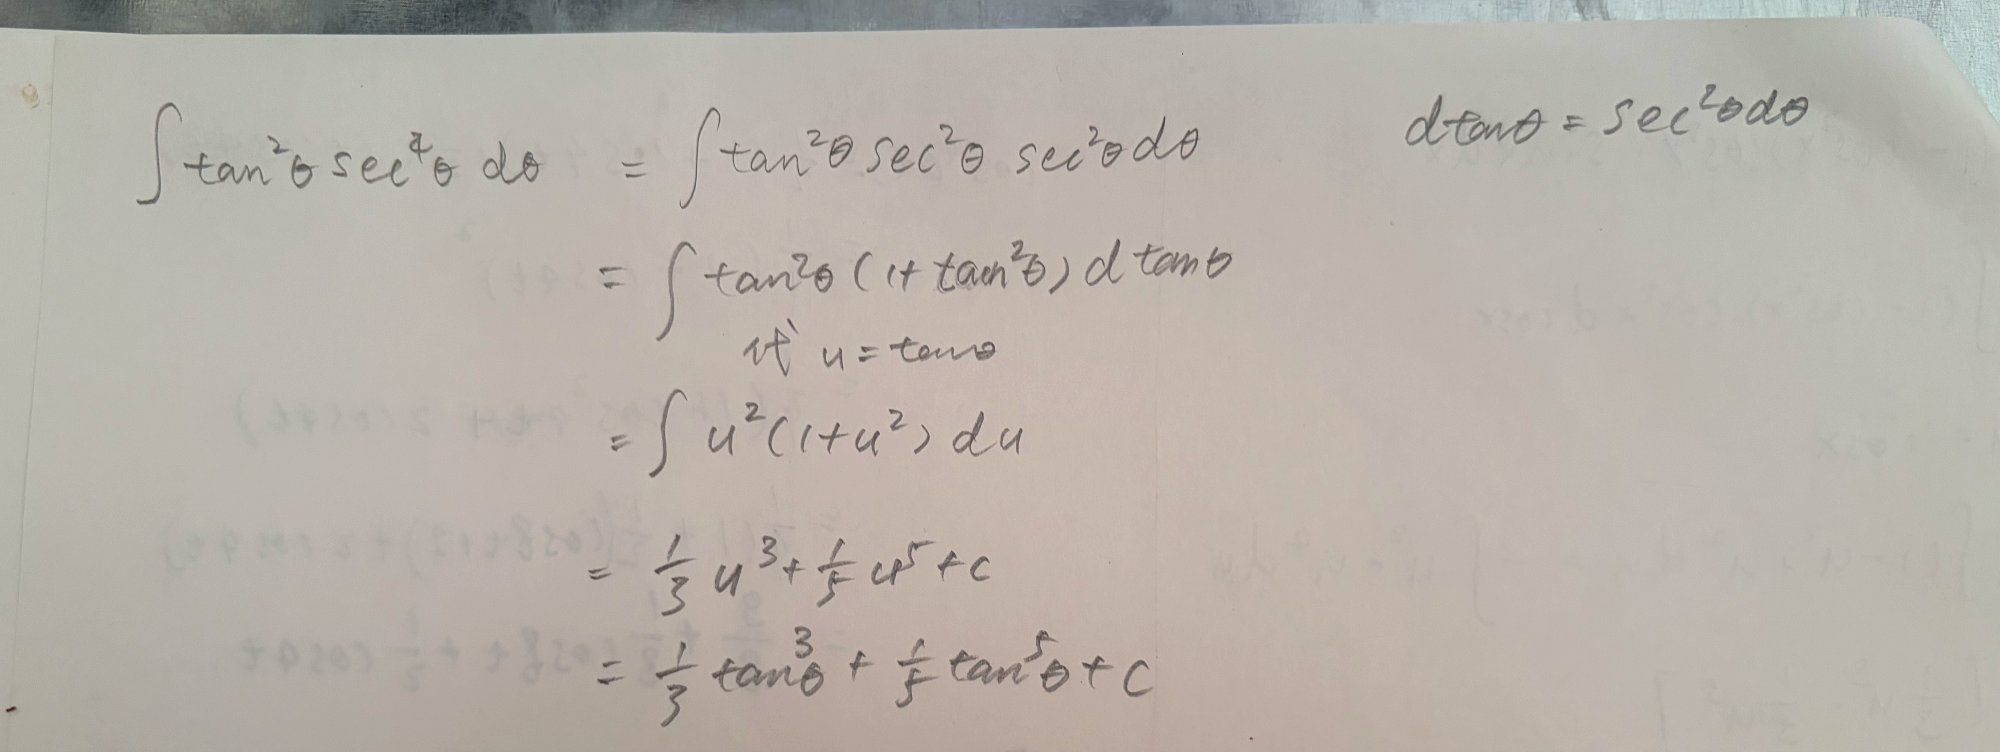 ∫ tan²θ sec⁴θ dθ = ∫ tan²θ sec²θ sec²θ dθ d tanθ = sec²θ dθ
= ∫ tan²θ (1 + tan²θ) d tanθ
代 u = tanθ
= ∫ u²(1+u²) du
= 1/3 u³ + 1/5 u⁵ + c
= 1/3 tan³θ + 1/5 tan⁵θ + c